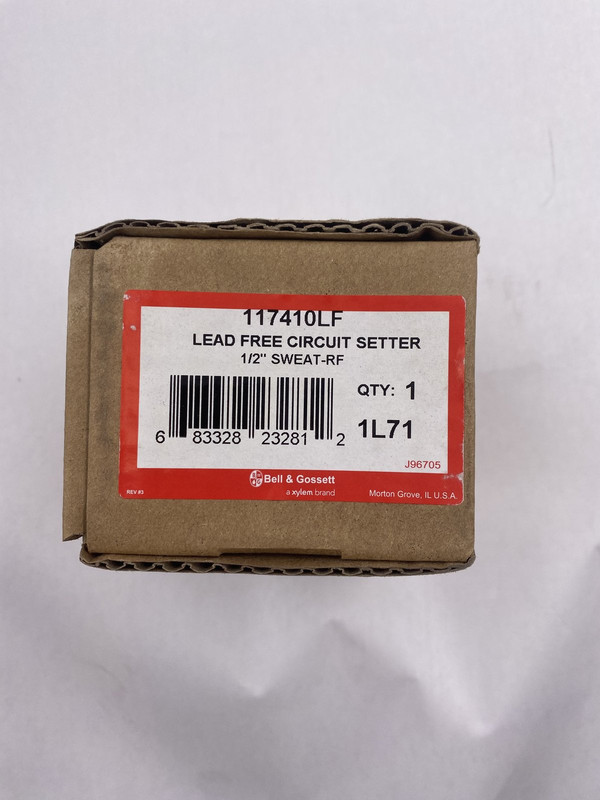 117410LF
LEAD FREE CIRCUIT SETTER
1/2" SWEAT-RF
QTY: 1
6 83328 23281 2
1L71
J96705
Bell & Gossett
a xylem brand
REV #3
Morton Grove, IL U.S.A.